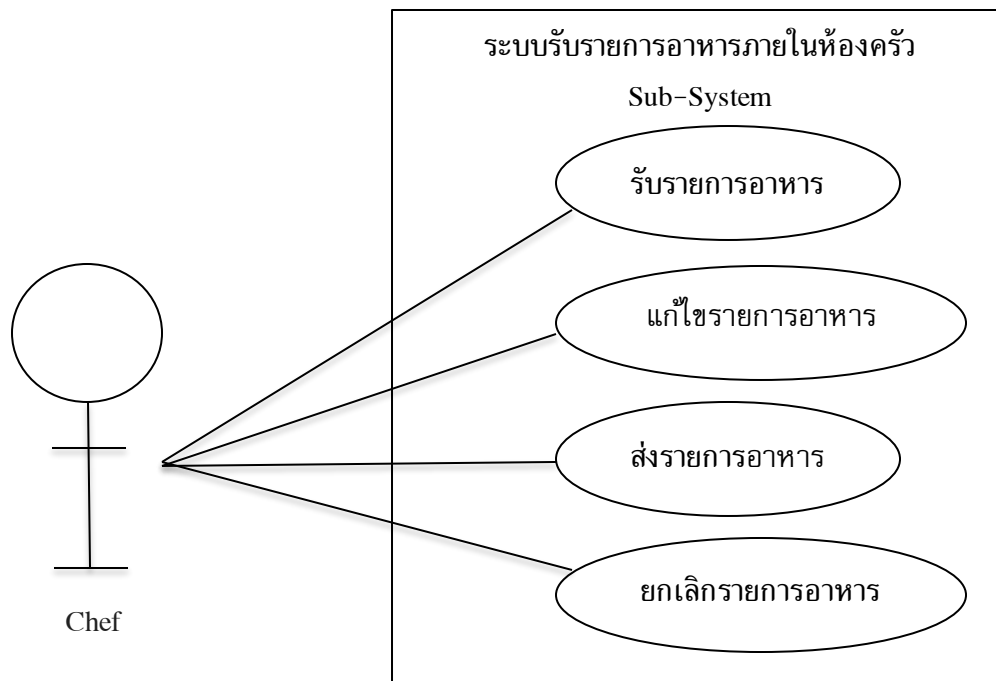 ระบบรับรายการอาหารภายในห้องครัว
Sub-System
รับรายการอาหาร
แก้ไขรายการอาหาร
ส่งรายการอาหาร
ยกเลิกรายการอาหาร
Chef